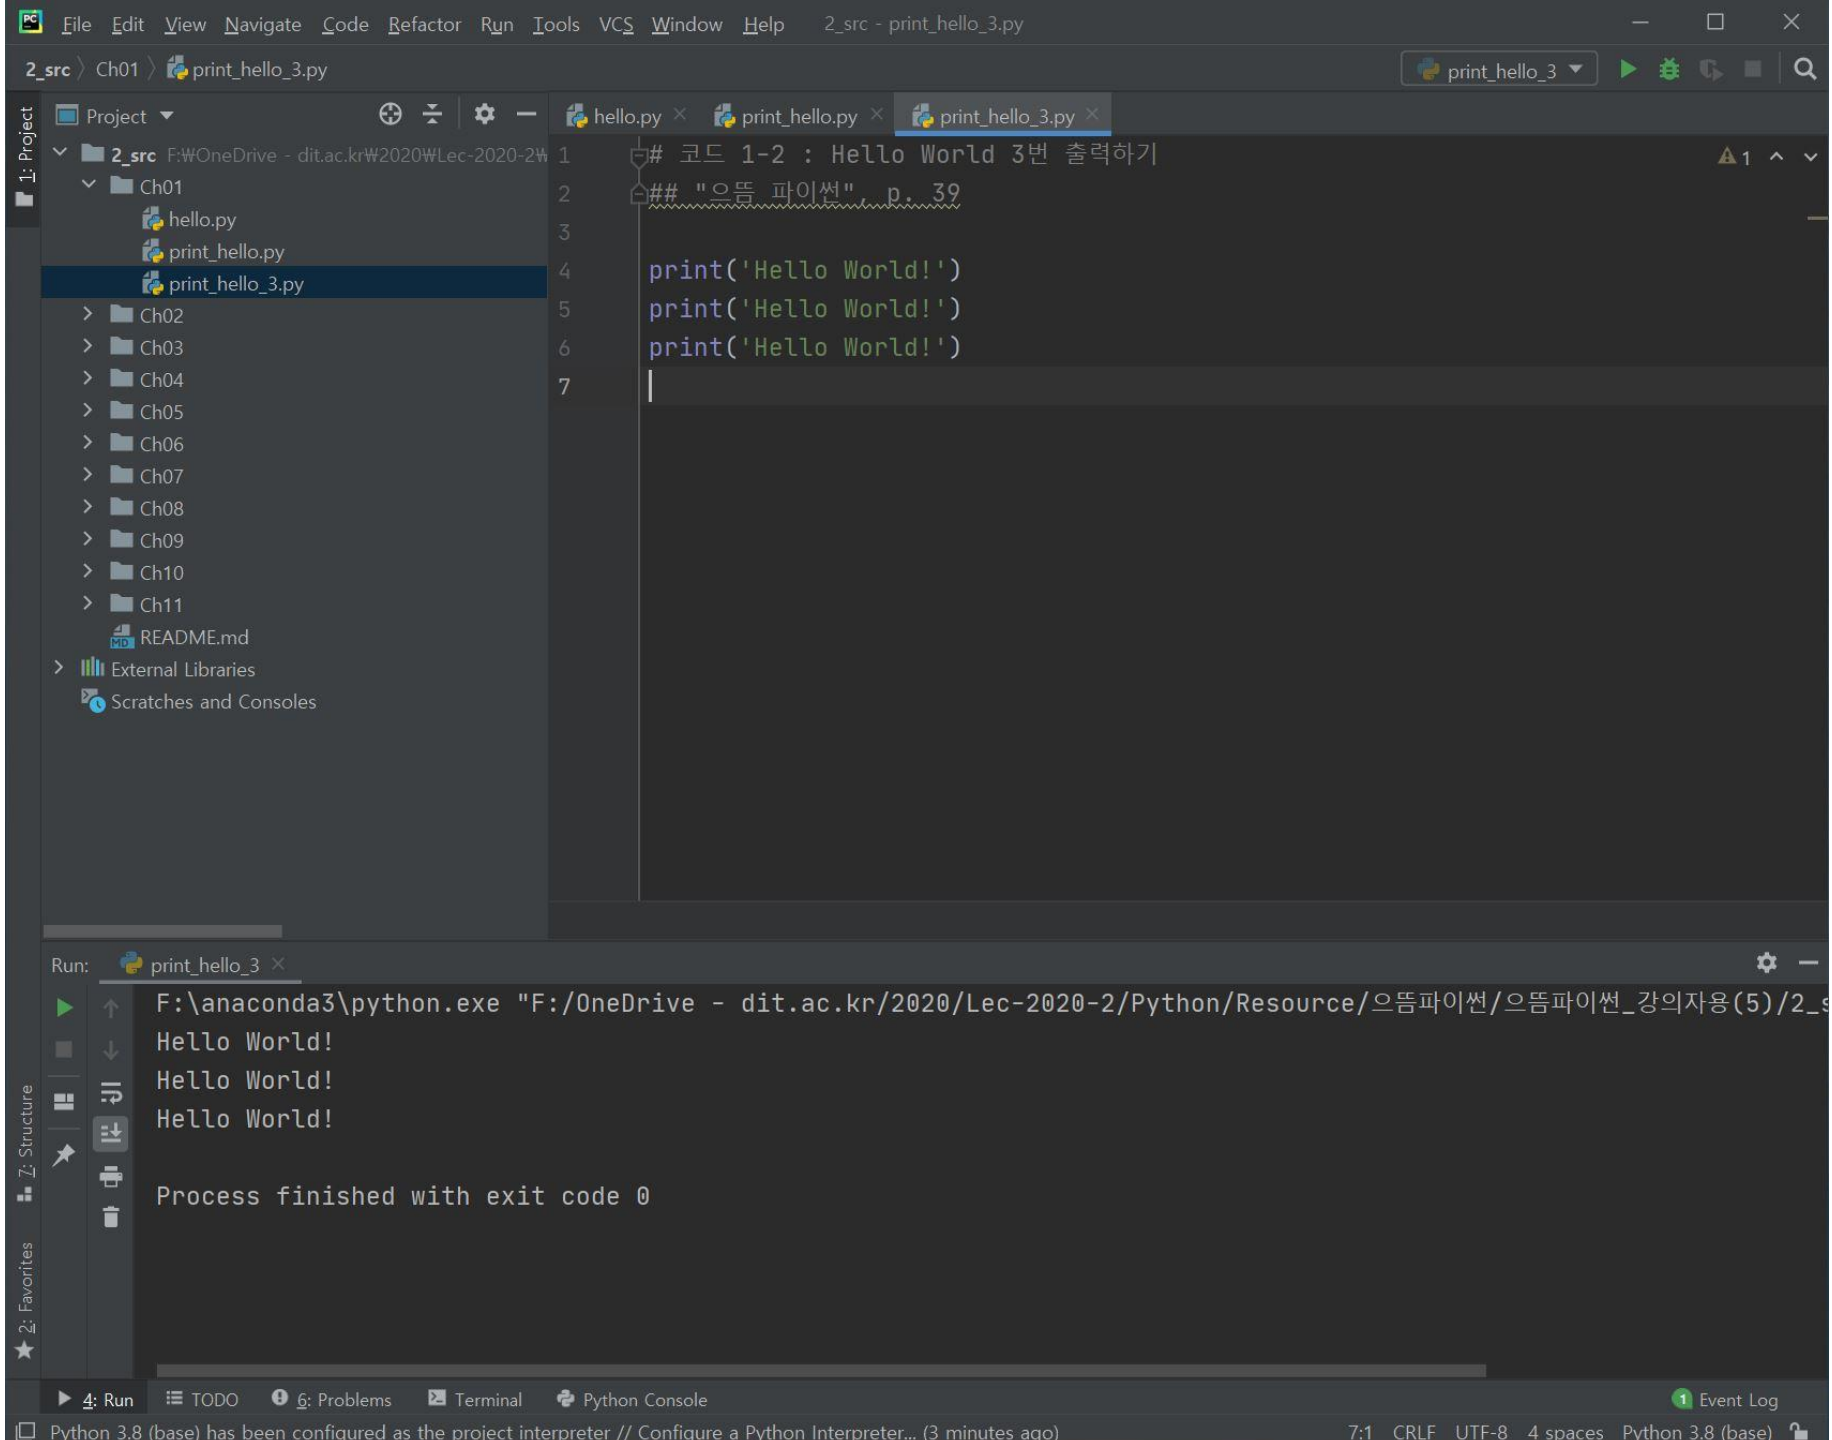 File Edit View Navigate Code Refactor Run Tools VCS Window Help 2_src - print_hello_3.py
2_src Ch01 print_hello_3.py print_hello_3
1: Project
Project
hello.py print_hello.py print_hello_3.py
2_src F:₩OneDrive - dit.ac.kr₩2020₩Lec-2020-2₩
Ch01
hello.py
print_hello.py
print_hello_3.py
Ch02
Ch03
Ch04
Ch05
Ch06
Ch07
Ch08
Ch09
Ch10
Ch11
README.md
External Libraries
Scratches and Consoles
1 # 코드 1-2 : Hello World 3번 출력하기
2 ## "으뜸 파이썬", p. 39
3
4 print('Hello World!')
5 print('Hello World!')
6 print('Hello World!')
7
1
Run: print_hello_3
F:\anaconda3\python.exe "F:/OneDrive - dit.ac.kr/2020/Lec-2020-2/Python/Resource/으뜸파이썬/으뜸파이썬_강의자용(5)/2_s
Hello World!
Hello World!
Hello World!
Process finished with exit code 0
7: Structure
2: Favorites
4: Run TODO 6: Problems Terminal Python Console 1 Event Log
Python 3.8 (base) has been configured as the project interpreter // Configure a Python Interpreter... (3 minutes ago) 7:1 CRLF UTF-8 4 spaces Python 3.8 (base)